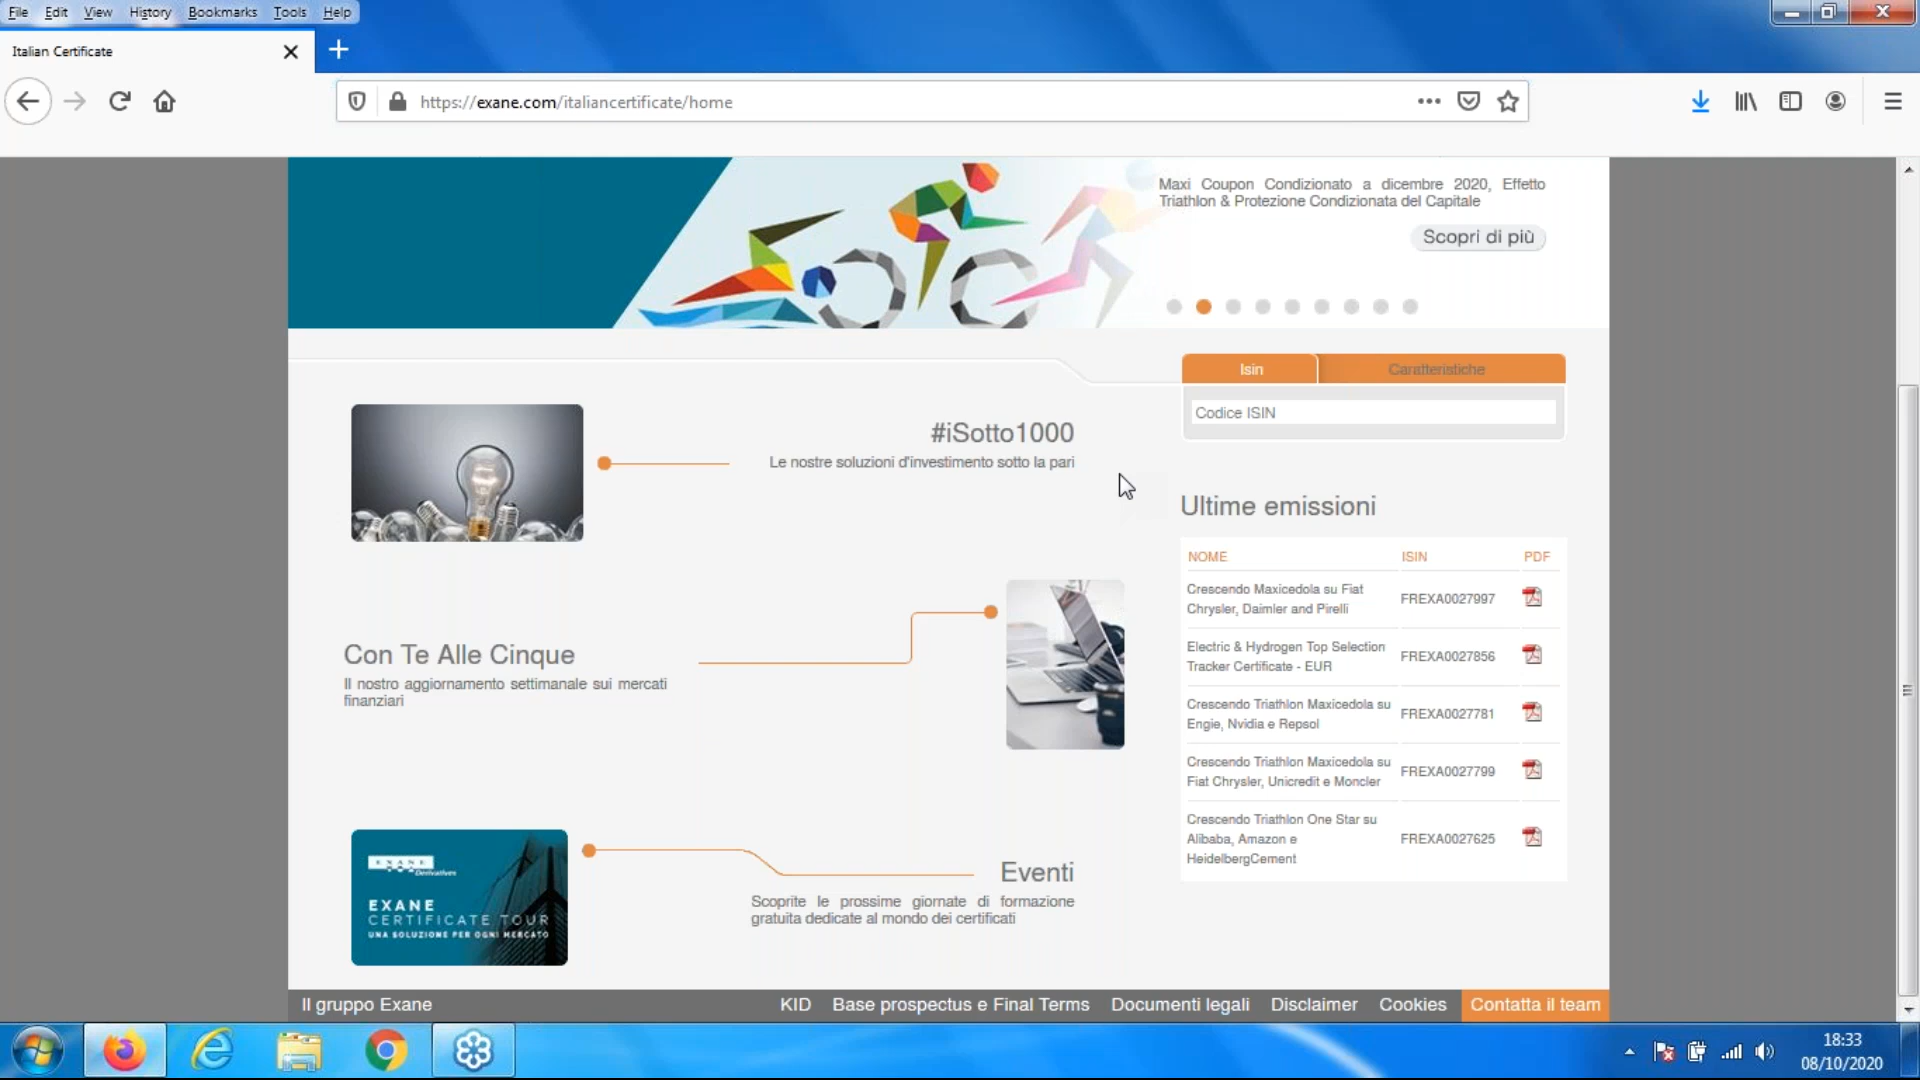 File Edit View History Bookmarks Tools Help
Italian Certificate
https://exane.com/italiancertificate/home
Maxi Coupon Condizionato a dicembre 2020, Effetto
Triathlon & Protezione Condizionata del Capitale
Scopri di più
Isin
Caratteristiche
Codice ISIN
#iSotto1000
Le nostre soluzioni d'investimento sotto la pari
Con Te Alle Cinque
Il nostro aggiornamento settimanale sui mercati
finanziari
EXANE
Derivatives
EXANE
CERTIFICATE TOUR
UNA SOLUZIONE PER OGNI MERCATO
Eventi
Scoprite le prossime giornate di formazione
gratuita dedicate al mondo dei certificati
Ultime emissioni
NOME ISIN PDF
Crescendo Maxicedola su Fiat
Chrysler, Daimler and Pirelli
FREXA0027997
Electric & Hydrogen Top Selection
Tracker Certificate - EUR
FREXA0027856
Crescendo Triathlon Maxicedola su
Engie, Nvidia e Repsol
FREXA0027781
Crescendo Triathlon Maxicedola su
Fiat Chrysler, Unicredit e Moncler
FREXA0027799
Crescendo Triathlon One Star su
Alibaba, Amazon e
HeidelbergCement
FREXA0027625
Il gruppo Exane
KID Base prospectus e Final Terms Documenti legali Disclaimer Cookies Contatta il team
18:33
08/10/2020